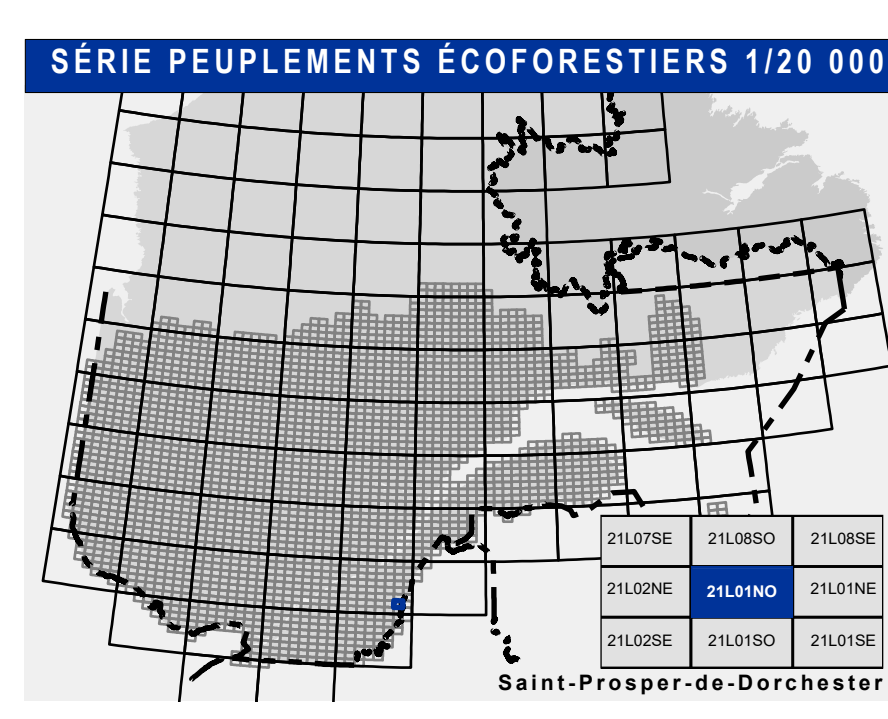 SÉRIE PEUPLEMENTS ÉCOFORESTIERS 1/20 000
21L07SE 21L08SO 21L08SE
21L02NE 21L01NO 21L01NE
21L02SE 21L01SO 21L01SE
Saint-Prosper-de-Dorchester